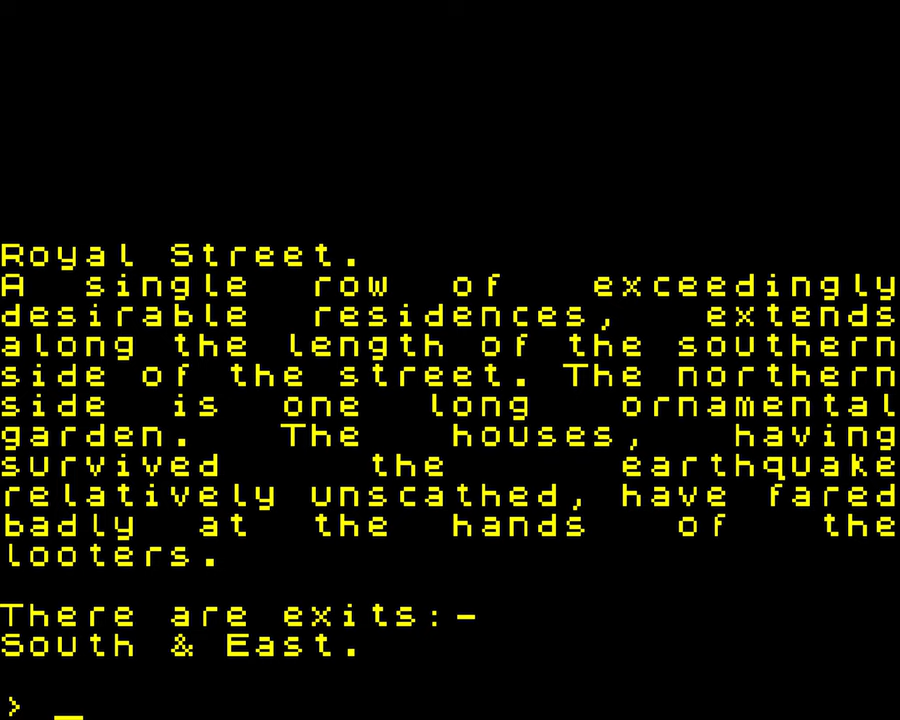 Royal Street.
A single row of exceedingly
desirable residences, extends
along the length of the southern
side of the street. The northern
side is one long ornamental
garden. The houses, having
survived the earthquake
relatively unscathed, have fared
badly at the hands of the
looters.
There are exits:-
South & East.
> _